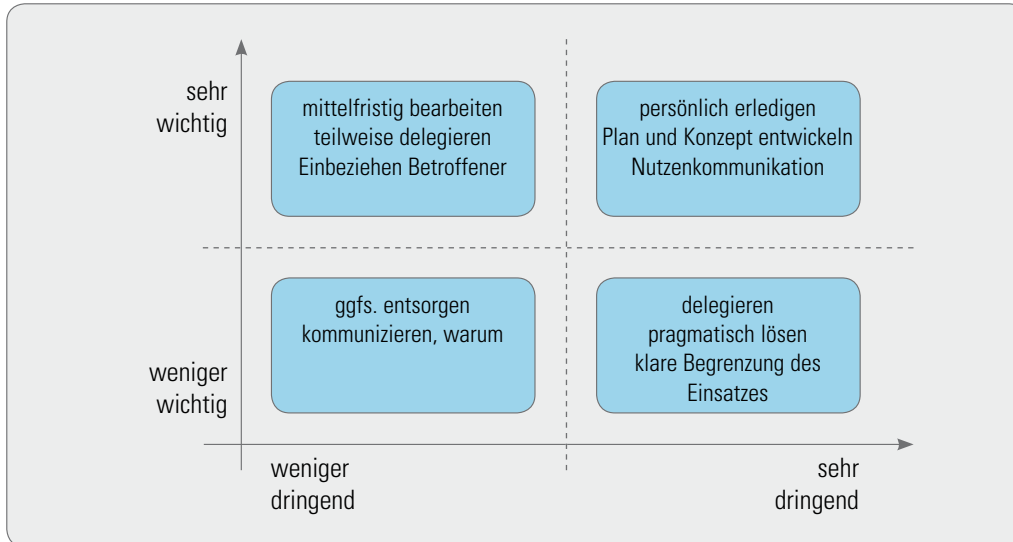 sehr
wichtig
mittelfristig bearbeiten
teilweise delegieren
Einbeziehen Betroffener
persönlich erledigen
Plan und Konzept entwickeln
Nutzenkommunikation
weniger
wichtig
ggfs. entsorgen
kommunizieren, warum
delegieren
pragmatisch lösen
klare Begrenzung des
Einsatzes
weniger
dringend
sehr
dringend